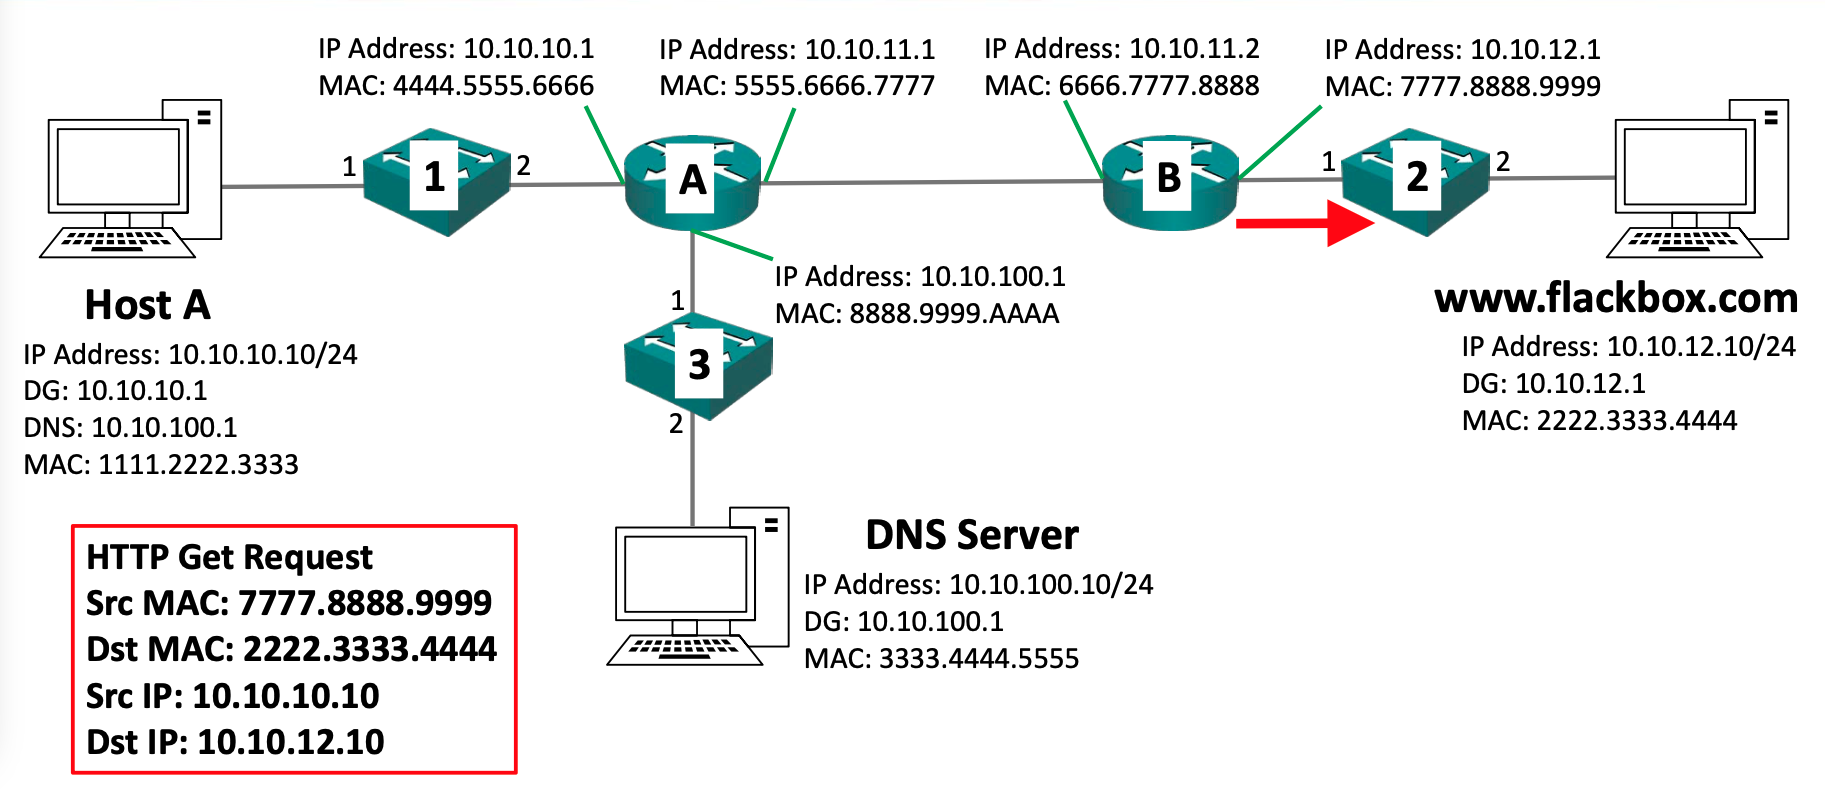 IP Address: 10.10.10.1
MAC: 4444.5555.6666
IP Address: 10.10.11.1
MAC: 5555.6666.7777
IP Address: 10.10.11.2
MAC: 6666.7777.8888
IP Address: 10.10.12.1
MAC: 7777.8888.9999
1
1
2
A
B
1
2
2
Host A
IP Address: 10.10.10.10/24
DG: 10.10.10.1
DNS: 10.10.100.1
MAC: 1111.2222.3333
IP Address: 10.10.100.1
MAC: 8888.9999.AAAA
1
3
2
www.flackbox.com
IP Address: 10.10.12.10/24
DG: 10.10.12.1
MAC: 2222.3333.4444
DNS Server
IP Address: 10.10.100.10/24
DG: 10.10.100.1
MAC: 3333.4444.5555
HTTP Get Request
Src MAC: 7777.8888.9999
Dst MAC: 2222.3333.4444
Src IP: 10.10.10.10
Dst IP: 10.10.12.10